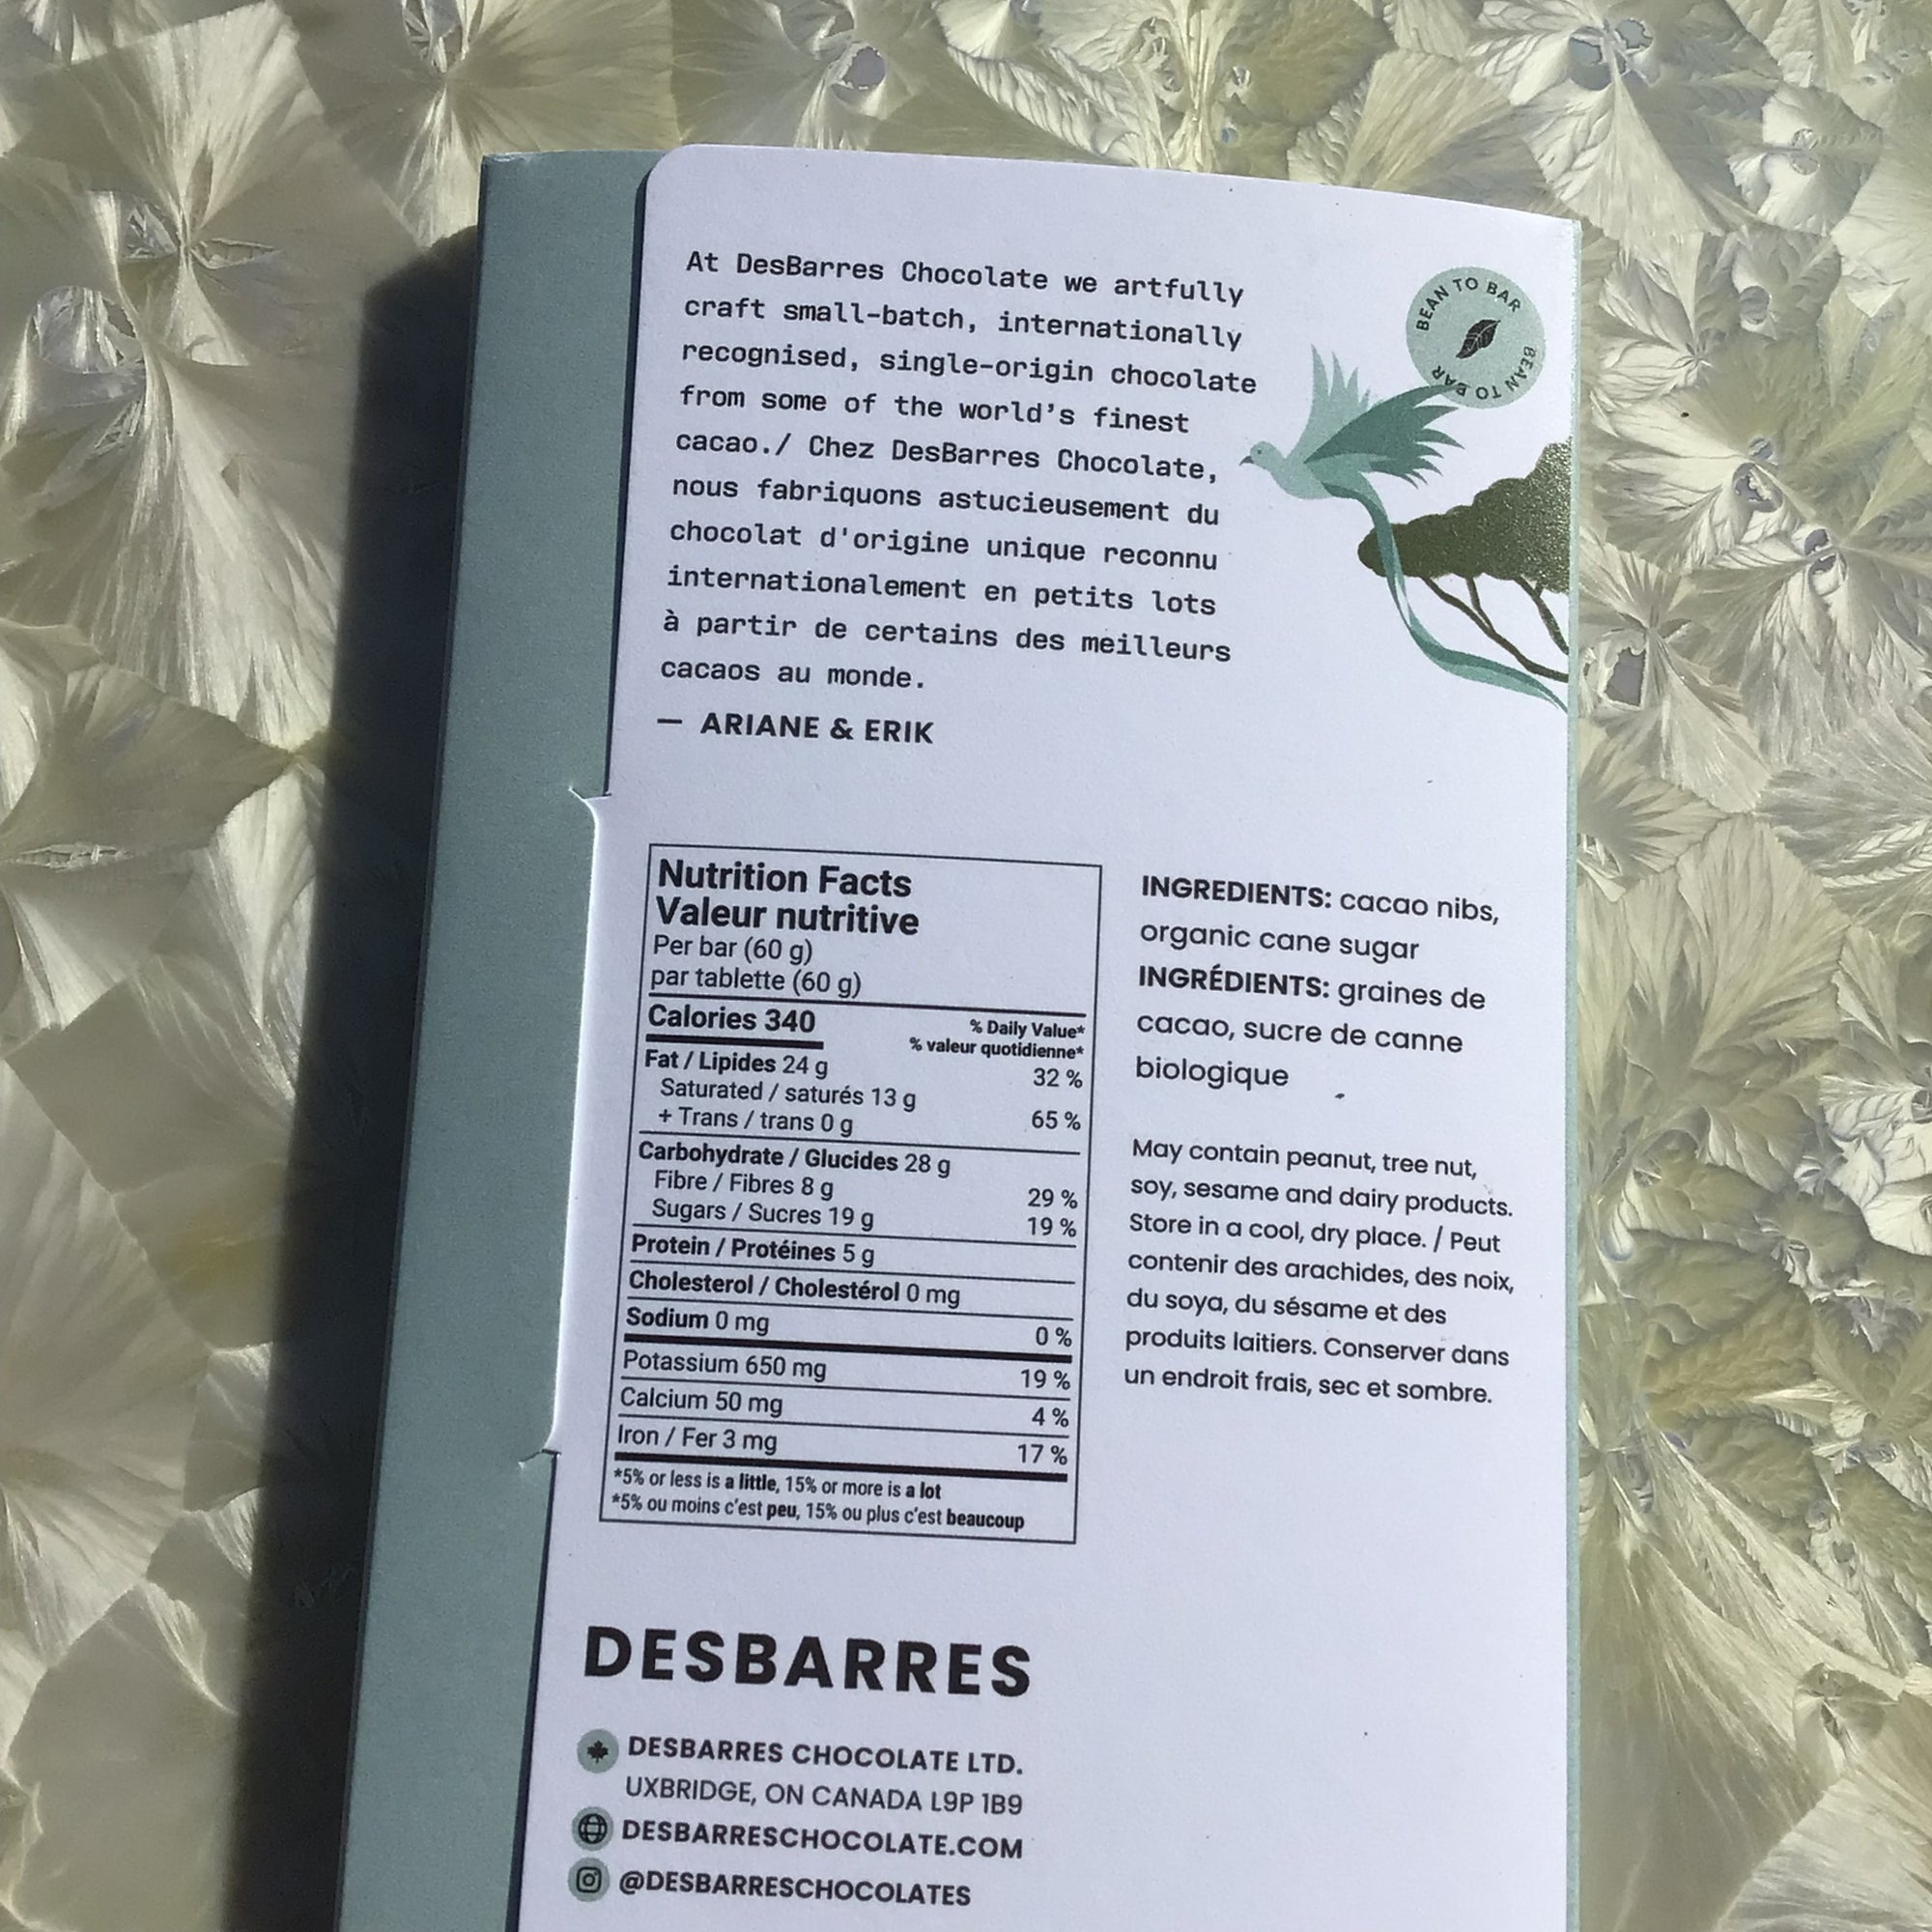 At DesBarres Chocolate we artfully
craft small-batch, internationally
recognised, single-origin chocolate
from some of the world's finest
cacao./ Chez DesBarres Chocolate,
nous fabriquons astucieusement du
chocolat d'origine unique reconnu
internationalement en petits lots
à partir de certains des meilleurs
cacaos au monde.
— ARIANE & ERIK
BEAN TO BAR
BEAN TO BAR
Nutrition Facts
Valeur nutritive
Per bar (60 g)
par tablette (60 g)
Calories 340
% Daily Value*
% valeur quotidienne*
Fat / Lipides 24 g 32 %
Saturated / saturés 13 g
+ Trans / trans 0 g 65 %
Carbohydrate / Glucides 28 g
Fibre / Fibres 8 g 29 %
Sugars / Sucres 19 g 19 %
Protein / Protéines 5 g
Cholesterol / Cholestérol 0 mg
Sodium 0 mg 0 %
Potassium 650 mg 19 %
Calcium 50 mg 4 %
Iron / Fer 3 mg 17 %
*5% or less is a little, 15% or more is a lot
*5% ou moins c'est peu, 15% ou plus c'est beaucoup
INGREDIENTS: cacao nibs,
organic cane sugar
INGRÉDIENTS: graines de
cacao, sucre de canne
biologique
May contain peanut, tree nut,
soy, sesame and dairy products.
Store in a cool, dry place. / Peut
contenir des arachides, des noix,
du soya, du sésame et des
produits laitiers. Conserver dans
un endroit frais, sec et sombre.
DESBARRES
DESBARRES CHOCOLATE LTD.
UXBRIDGE, ON CANADA L9P 1B9
DESBARRESCHOCOLATE.COM
@DESBARRESCHOCOLATES